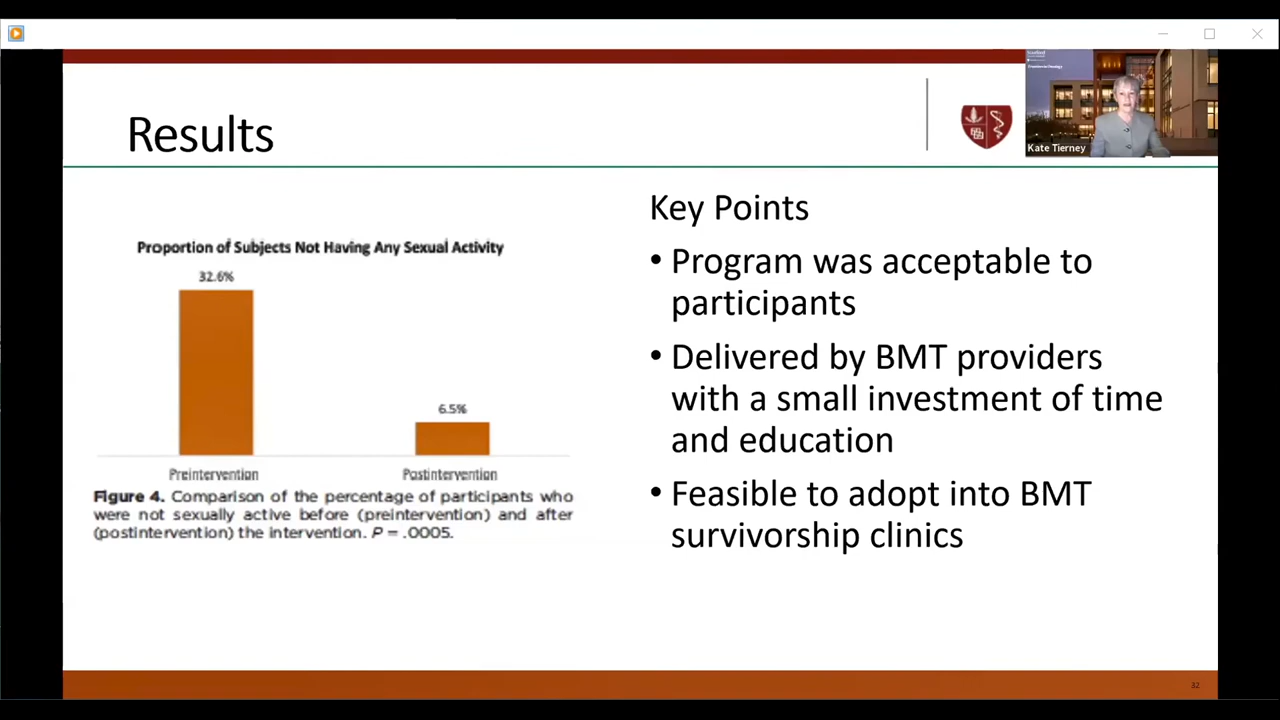 Kate Tierney
Results
Proportion of Subjects Not Having Any Sexual Activity
32.6%
6.5%
Preintervention
Postintervention
Figure 4. Comparison of the percentage of participants who
were not sexually active before (preintervention) and after
(postintervention) the intervention. P = .0005.
Key Points
• Program was acceptable to
participants
• Delivered by BMT providers
with a small investment of time
and education
• Feasible to adopt into BMT
survivorship clinics
32